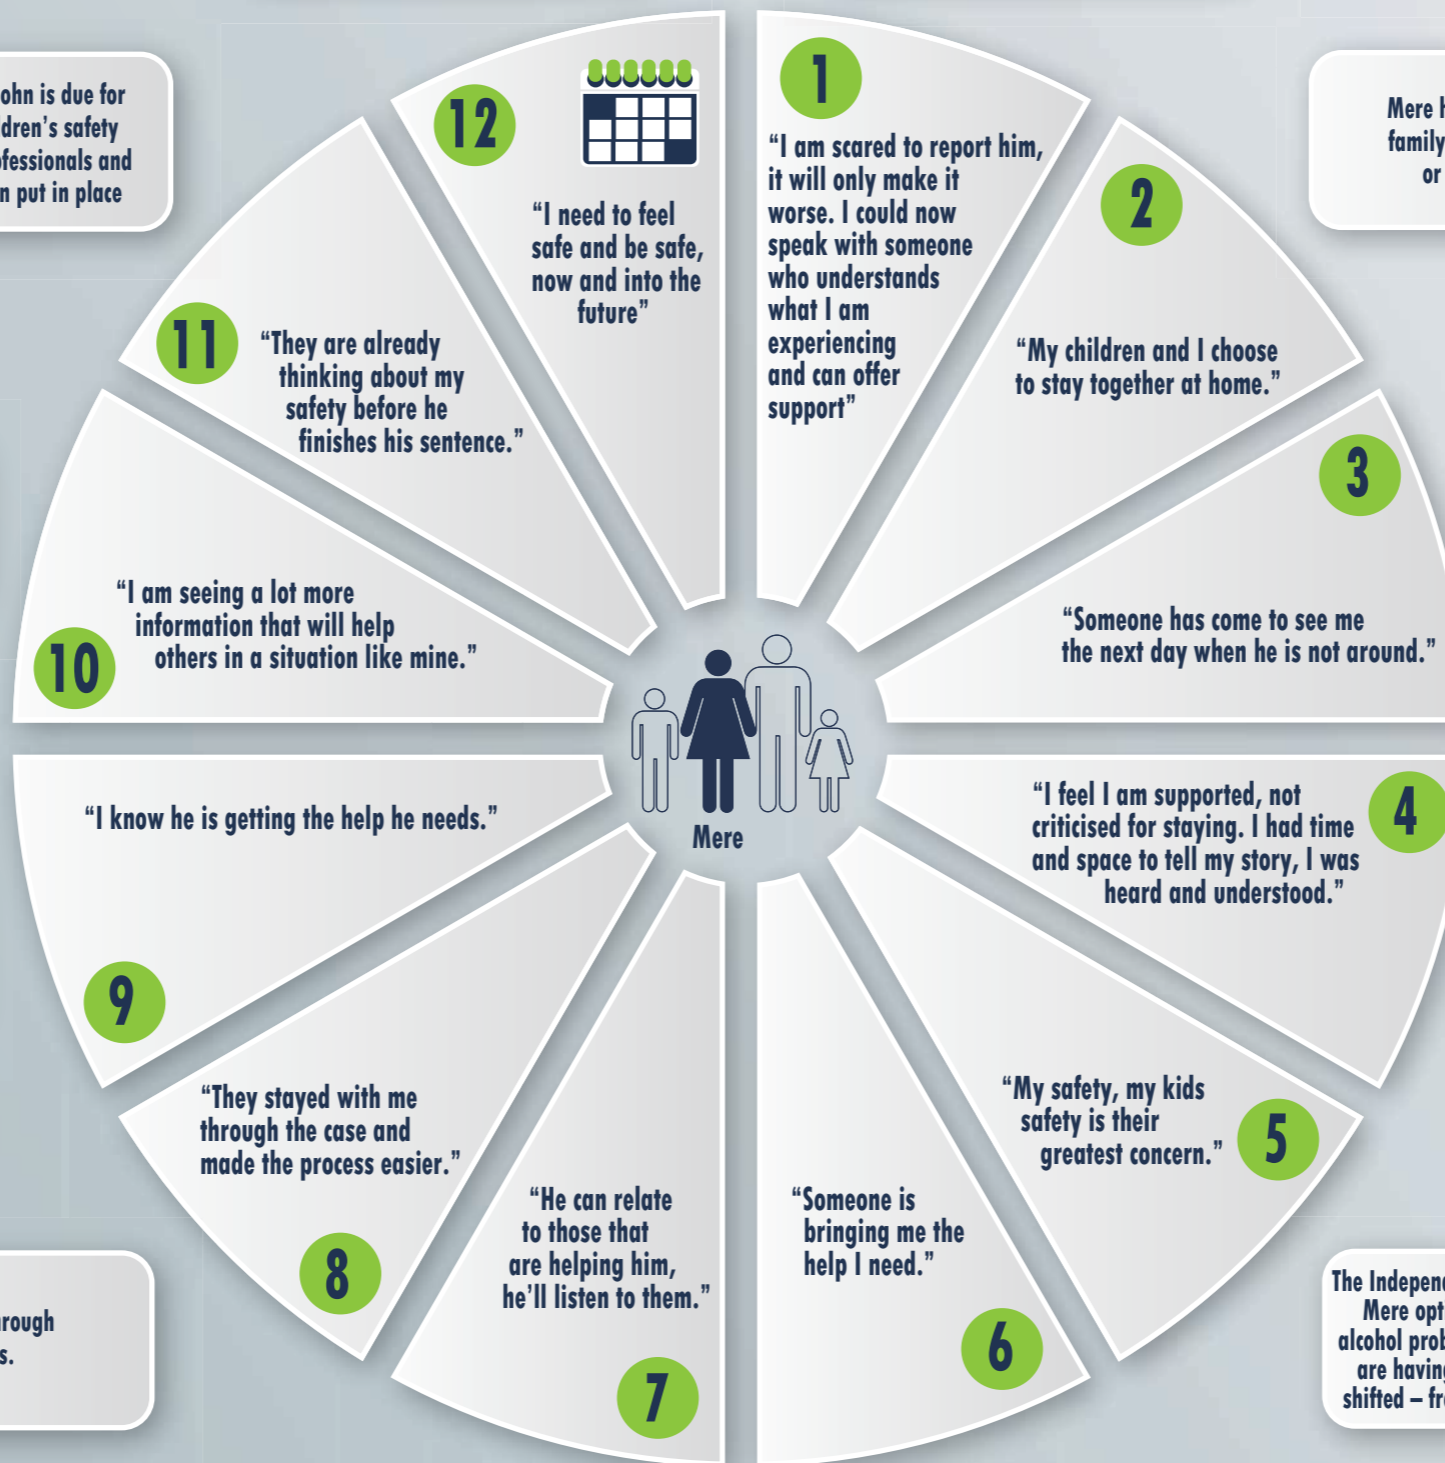 ohn is due for
dren's safety
ofessionals and
n put in place
12
"I need to feel
safe and be safe,
now and into the
future"
1
"I am scared to report him,
it will only make it
worse. I could now
speak with someone
who understands
what I am
experiencing
and can offer
support"
Mere h
family
or
2
"My children and I choose
to stay together at home."
3
"Someone has come to see me
the next day when he is not around."
4
"I feel I am supported, not
criticised for staying. I had time
and space to tell my story, I was
heard and understood."
5
"My safety, my kids
safety is their
greatest concern."
6
"Someone is
bringing me the
help I need."
7
"He can relate
to those that
are helping him,
he'll listen to them."
8
"They stayed with me
through the case and
made the process easier."
9
"I know he is getting the help he needs."
10
"I am seeing a lot more
information that will help
others in a situation like mine."
11
"They are already
thinking about my
safety before he
finishes his sentence."
Mere
rough
s.
The Independ
Mere opti
alcohol prob
are having
shifted – fro